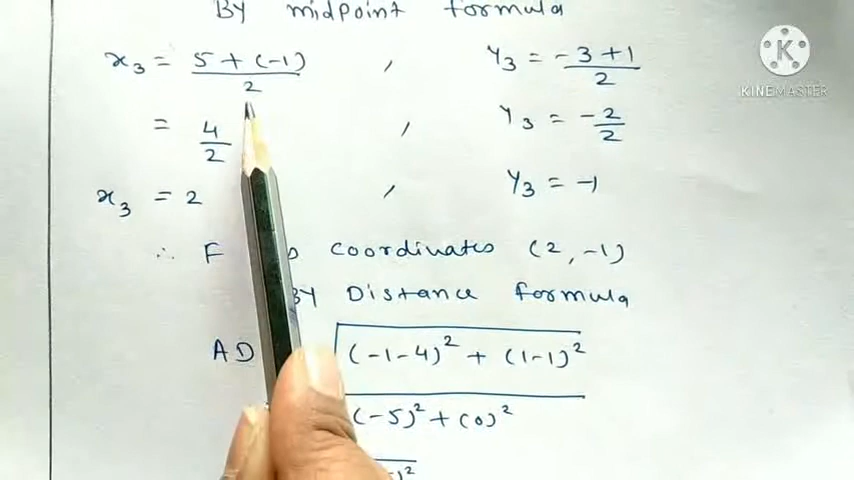 By midpoint formula
KINEMASTER
x₃ = 5 + (-1) / 2 , y₃ = -3 + 1 / 2
= 4/2 , y₃ = -2/2
x₃ = 2 , y₃ = -1
∴ F coordinates (2, -1)
By Distance formula
AD √(-1-4)² + (1-1)²
√(-5)² + (0)²